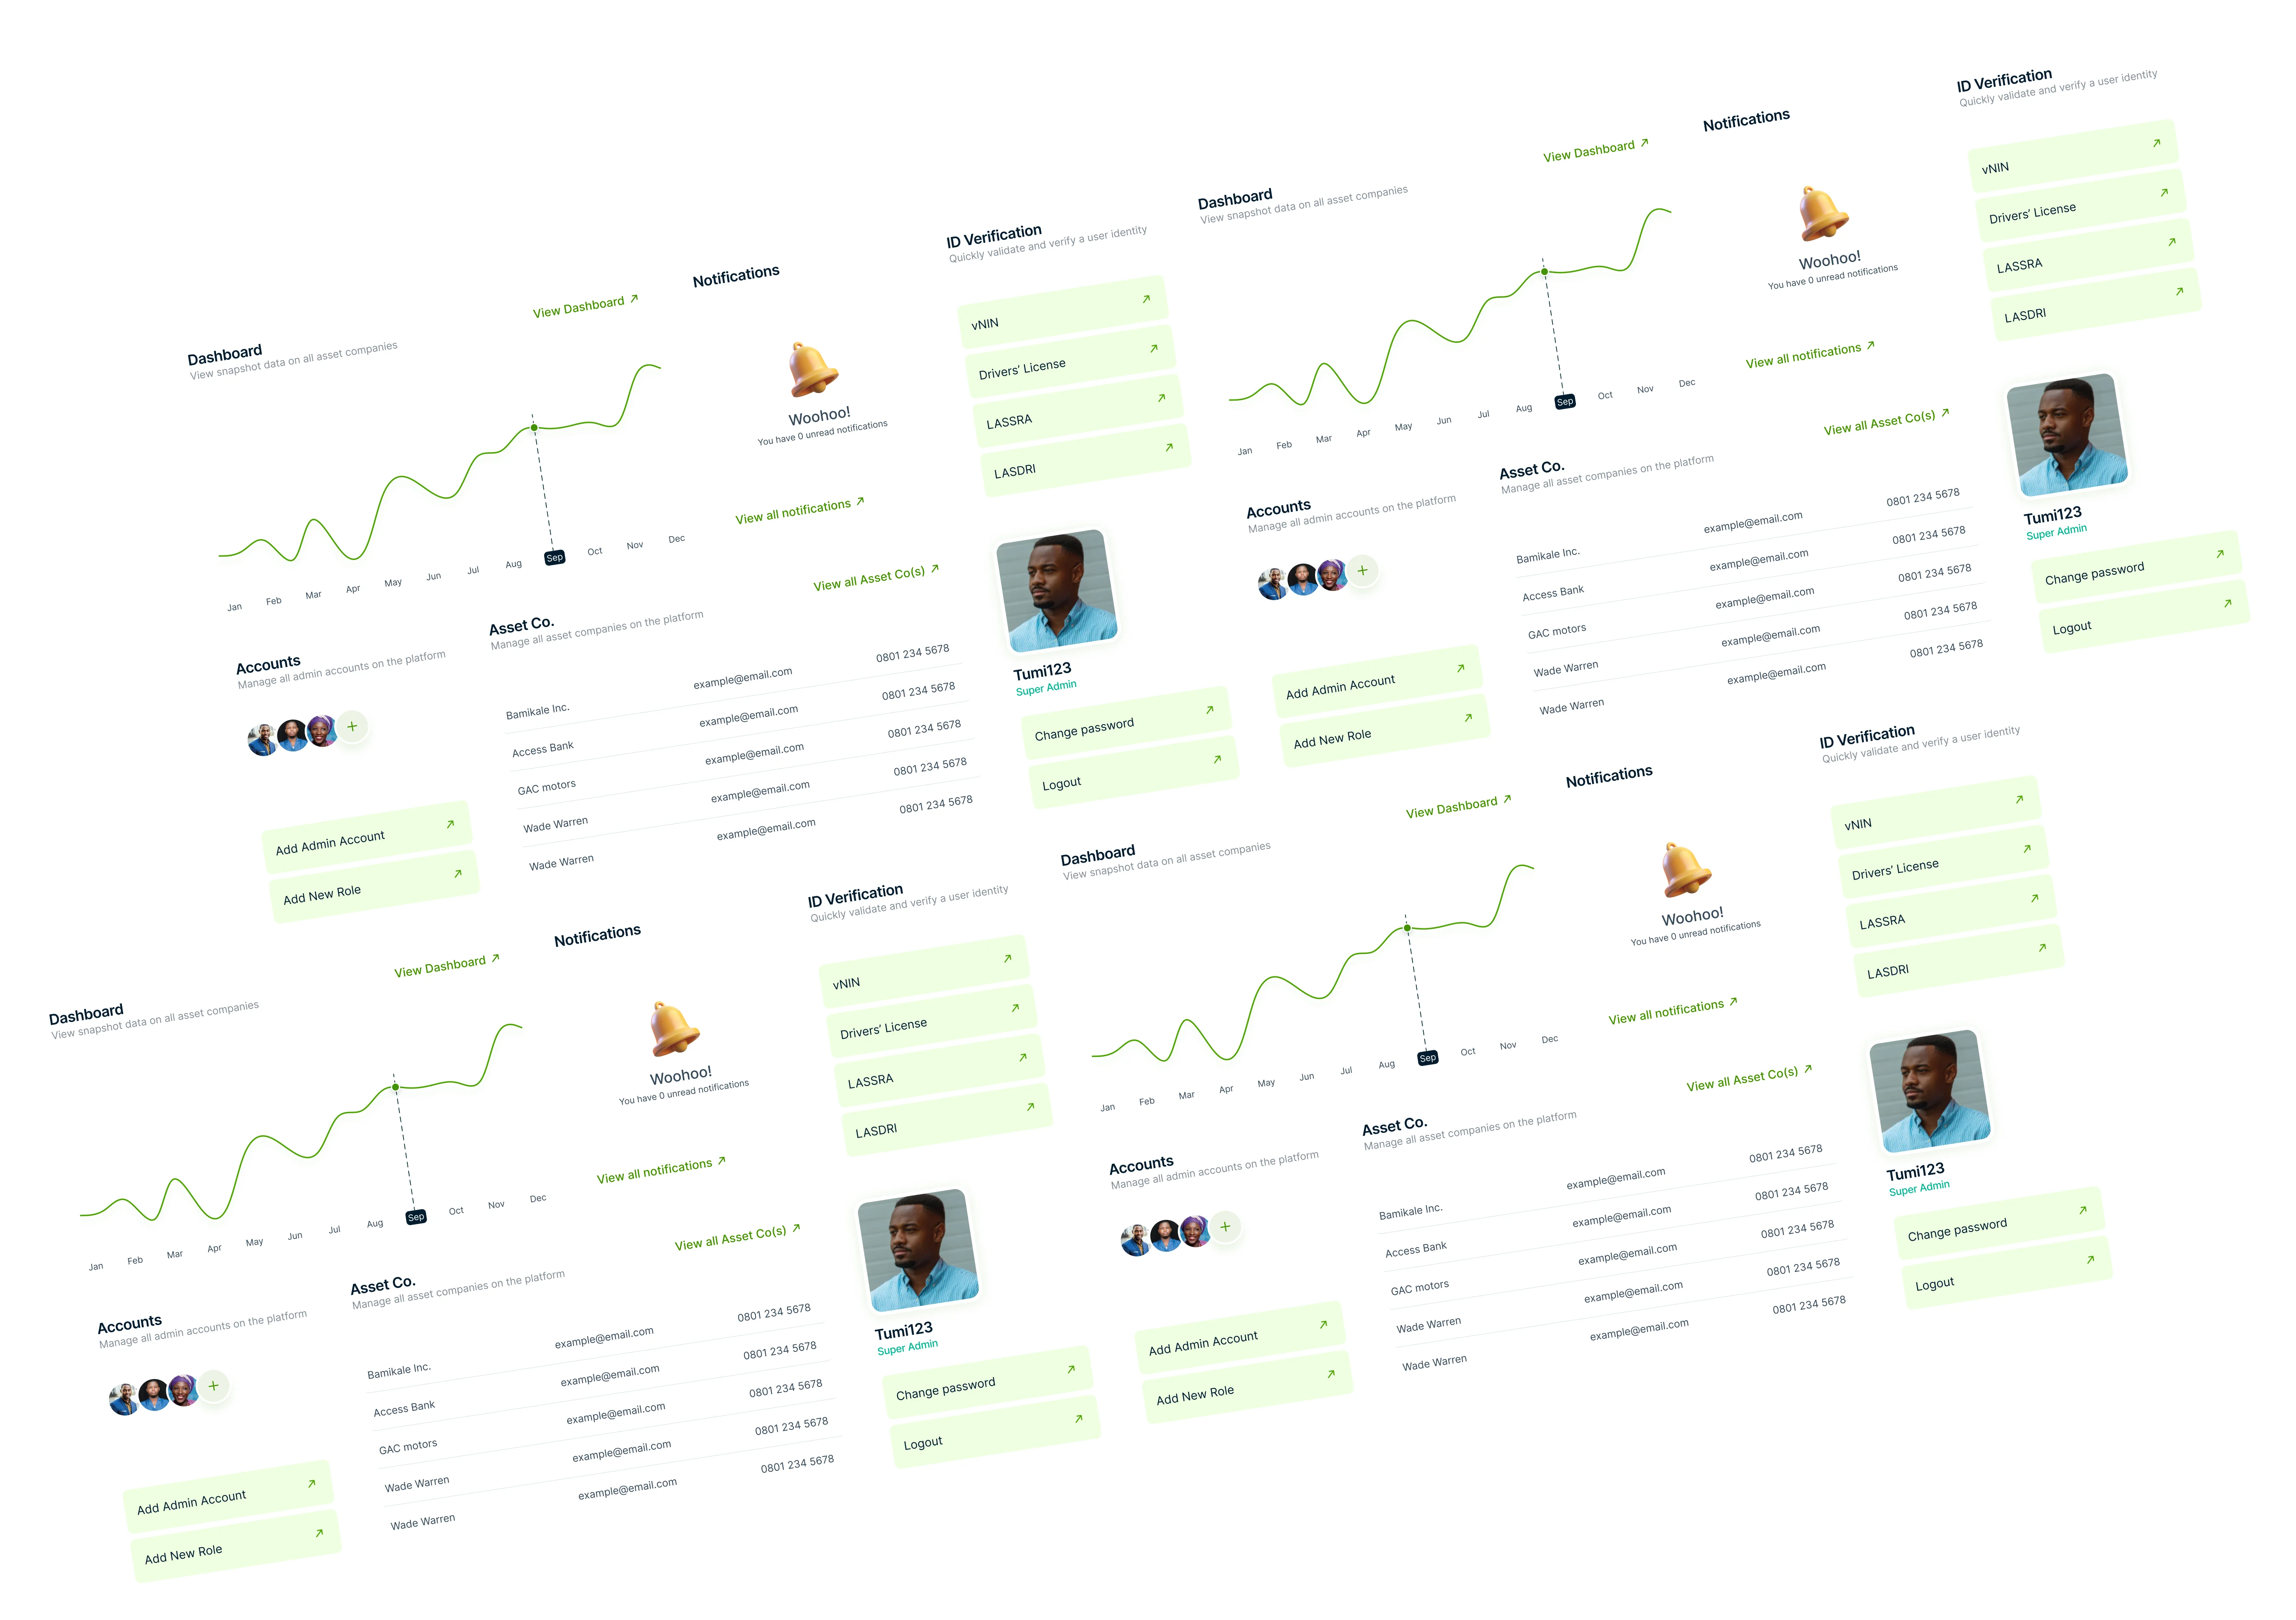 Dashboard
View snapshot data on all asset companies
View Dashboard
Jan
Feb
Mar
Apr
May
Jun
Jul
Aug
Sep
Oct
Nov
Dec
Notifications
Woohoo!
You have 0 unread notifications
View all notifications
ID Verification
Quickly validate and verify a user identity
vNIN
Drivers’ License
LASSRA
LASDRI
Accounts
Manage all admin accounts on the platform
Add Admin Account
Add New Role
Asset Co.
Manage all asset companies on the platform
View all Asset Co(s)
Bamikale Inc. example@email.com 0801 234 5678
Access Bank example@email.com 0801 234 5678
GAC motors example@email.com 0801 234 5678
Wade Warren example@email.com 0801 234 5678
Wade Warren example@email.com 0801 234 5678
Tumi123
Super Admin
Change password
Logout
Dashboard
View snapshot data on all asset companies
View Dashboard
Jan
Feb
Mar
Apr
May
Jun
Jul
Aug
Sep
Oct
Nov
Dec
Notifications
Woohoo!
You have 0 unread notifications
View all notifications
ID Verification
Quickly validate and verify a user identity
vNIN
Drivers’ License
LASSRA
LASDRI
Accounts
Manage all admin accounts on the platform
Add Admin Account
Add New Role
Asset Co.
Manage all asset companies on the platform
View all Asset Co(s)
Bamikale Inc. example@email.com 0801 234 5678
Access Bank example@email.com 0801 234 5678
GAC motors example@email.com 0801 234 5678
Wade Warren example@email.com 0801 234 5678
Wade Warren example@email.com 0801 234 5678
Tumi123
Super Admin
Change password
Logout
Dashboard
View snapshot data on all asset companies
View Dashboard
Jan
Feb
Mar
Apr
May
Jun
Jul
Aug
Sep
Oct
Nov
Dec
Notifications
Woohoo!
You have 0 unread notifications
View all notifications
ID Verification
Quickly validate and verify a user identity
vNIN
Drivers’ License
LASSRA
LASDRI
Accounts
Manage all admin accounts on the platform
Add Admin Account
Add New Role
Asset Co.
Manage all asset companies on the platform
View all Asset Co(s)
Bamikale Inc. example@email.com 0801 234 5678
Access Bank example@email.com 0801 234 5678
GAC motors example@email.com 0801 234 5678
Wade Warren example@email.com 0801 234 5678
Wade Warren example@email.com 0801 234 5678
Tumi123
Super Admin
Change password
Logout
Dashboard
View snapshot data on all asset companies
View Dashboard
Jan
Feb
Mar
Apr
May
Jun
Jul
Aug
Sep
Oct
Nov
Dec
Notifications
Woohoo!
You have 0 unread notifications
View all notifications
ID Verification
Quickly validate and verify a user identity
vNIN
Drivers’ License
LASSRA
LASDRI
Accounts
Manage all admin accounts on the platform
Add Admin Account
Add New Role
Asset Co.
Manage all asset companies on the platform
View all Asset Co(s)
Bamikale Inc. example@email.com 0801 234 5678
Access Bank example@email.com 0801 234 5678
GAC motors example@email.com 0801 234 5678
Wade Warren example@email.com 0801 234 5678
Wade Warren example@email.com 0801 234 5678
Tumi123
Super Admin
Change password
Logout